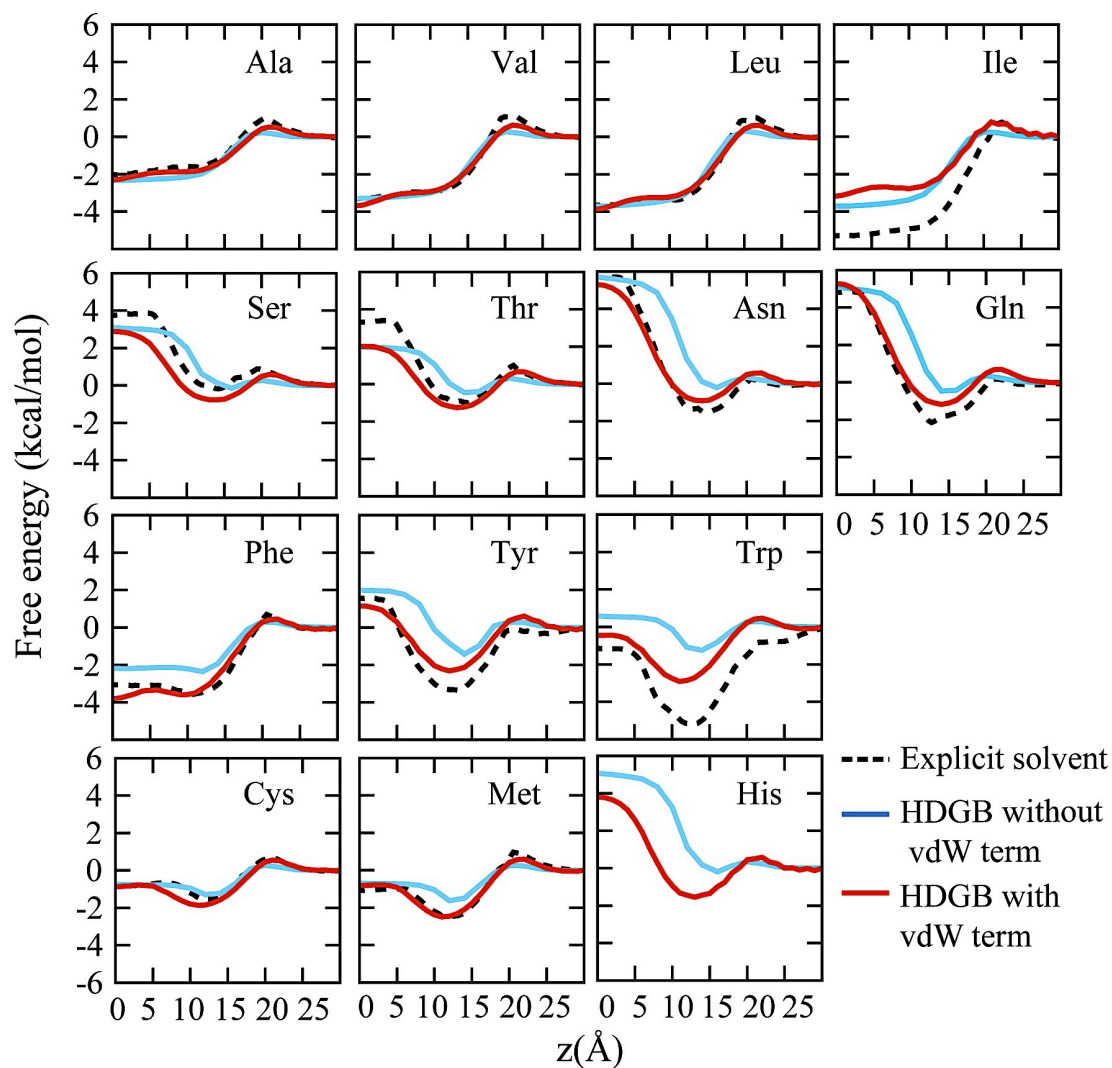 6
4
2
0
-2
-4
Ala
Val
Leu
Ile
6
4
2
0
-2
-4
Ser
Thr
Asn
Gln
0 5 10 15 20 25
6
4
2
0
-2
-4
Phe
Tyr
Trp
4
2
0
-2
-4
-6
Cys
Met
His
0 5 10 15 20 25
0 5 10 15 20 25
0 5 10 15 20 25
Free energy (kcal/mol)
z(Å)
Explicit solvent
HDGB without
vdW term
HDGB with
vdW term